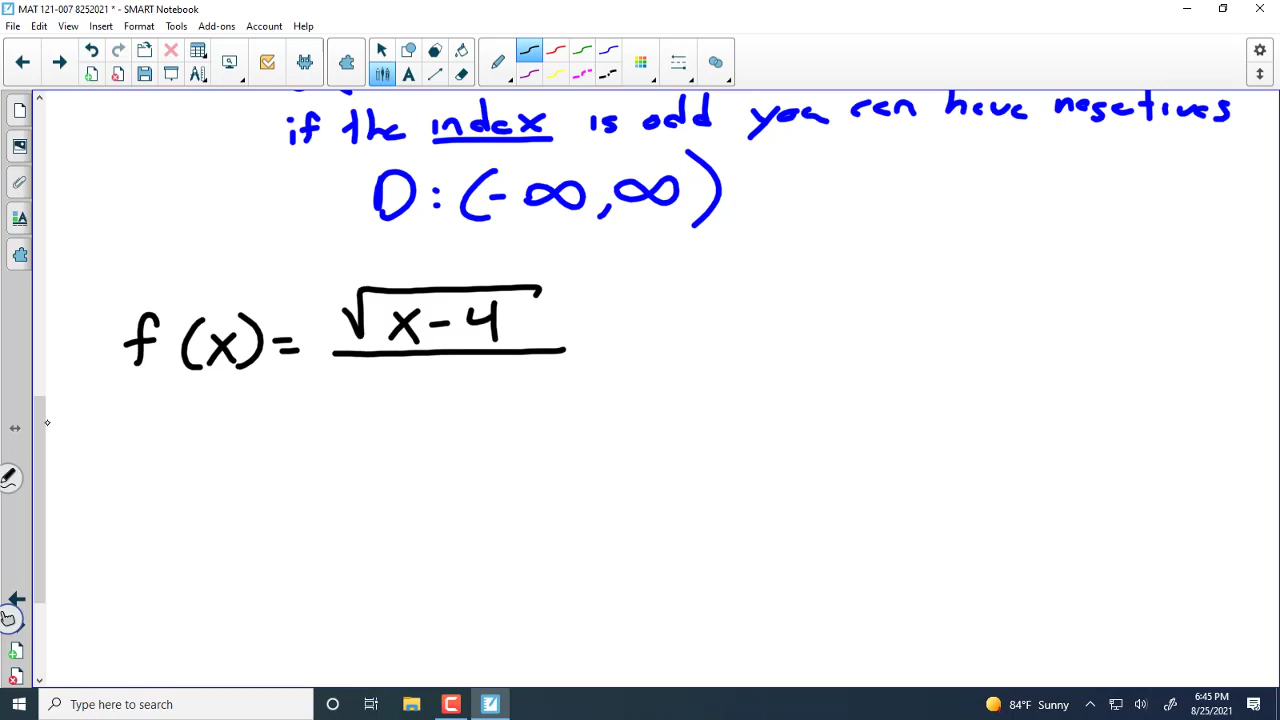 MAT 121-007 8252021 * - SMART Notebook
File Edit View Insert Format Tools Add-ons Account Help
if the index is odd you can have negatives
D: (-∞, ∞)
f(x) = √x-4
Type here to search
84°F Sunny
6:45 PM
8/25/2021